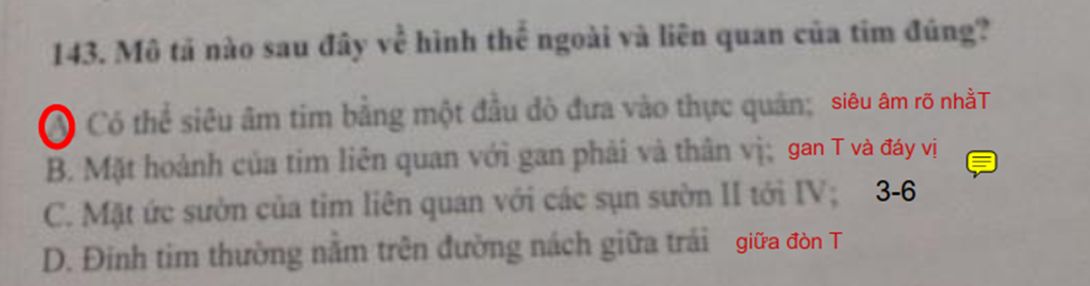 143. Mô tả nào sau đây về hình thể ngoài và liên quan của tim đúng?
A Có thể siêu âm tim bằng một đầu dò đưa vào thực quản; siêu âm rõ nhằT
B. Mặt hoành của tim liên quan với gan phải và thân vị; gan T và đáy vị
C. Mặt ức sườn của tim liên quan với các sụn sườn II tới IV; 3-6
D. Đỉnh tim thường nằm trên đường nách giữa trái giữa đòn T